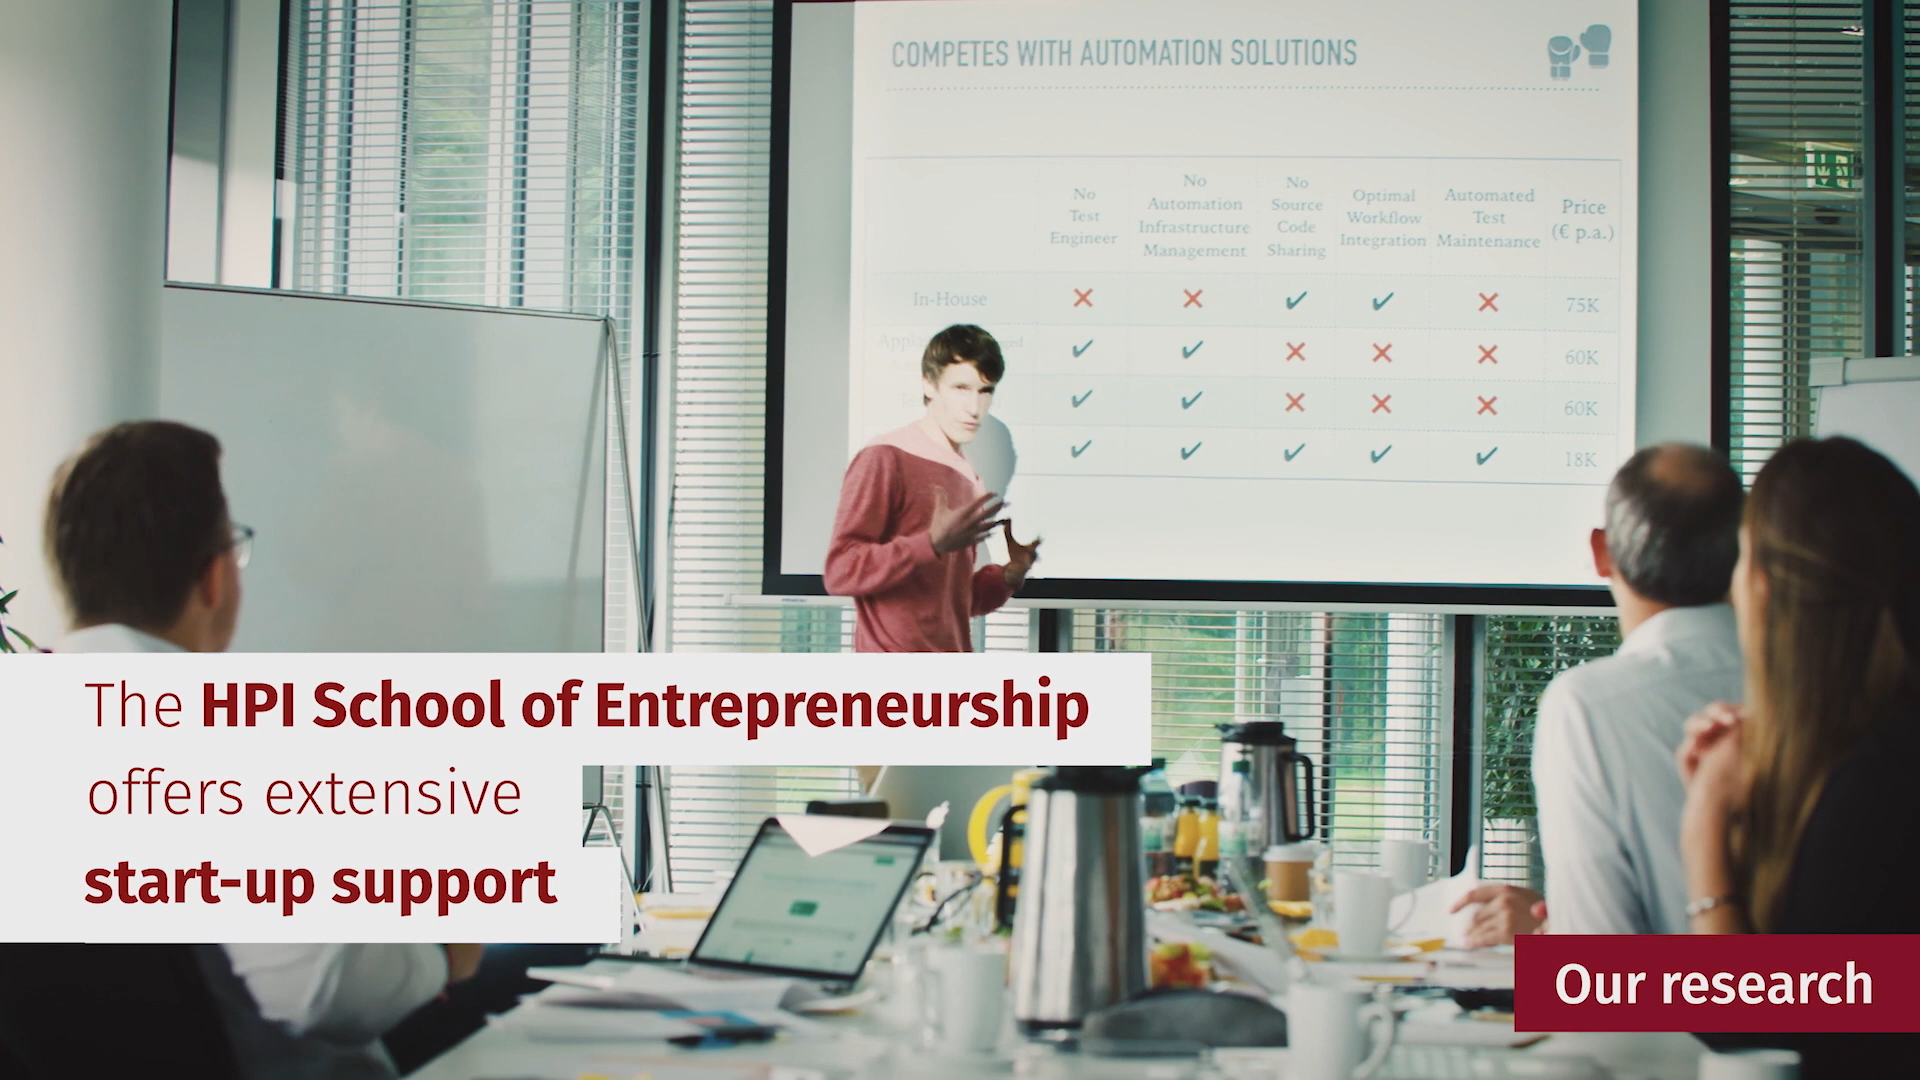 COMPETES WITH AUTOMATION SOLUTIONS
No Test Engineer
No Automation Infrastructure Management
No Source Code Sharing
Optimal Workflow Integration
Automated Test Maintenance
Price (€ p.a.)
In-House ✕ ✕ ✓ ✓ ✕ 75K
✓ ✓ ✕ ✕ ✕ 60K
✓ ✓ ✕ ✕ ✕ 60K
✓ ✓ ✓ ✓ ✓ 18K
The HPI School of Entrepreneurship
offers extensive
start-up support
Our research